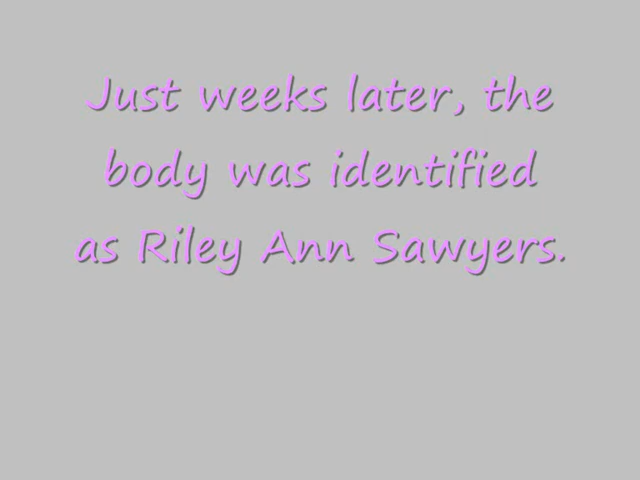 Just weeks later, the
body was identified
as Riley Ann Sawyers.